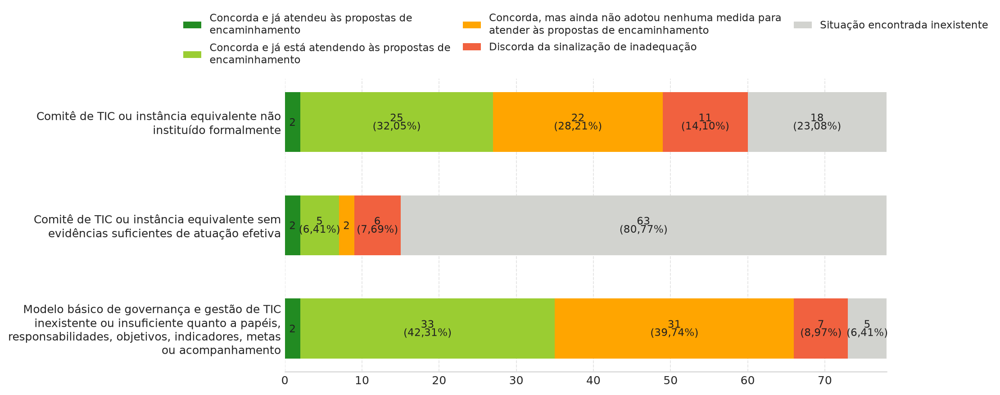 Concorda e já atendeu às propostas de
encaminhamento
Concorda e já está atendendo às propostas de
encaminhamento
Concorda, mas ainda não adotou nenhuma medida para
atender às propostas de encaminhamento
Discorda da sinalização de inadequação
Situação encontrada inexistente
Comitê de TIC ou instância equivalente não
instituído formalmente
2
25
(32,05%)
22
(28,21%)
11
(14,10%)
18
(23,08%)
Comitê de TIC ou instância equivalente sem
evidências suficientes de atuação efetiva
2
5
(6,41%)
2
6
(7,69%)
63
(80,77%)
Modelo básico de governança e gestão de TIC
inexistente ou insuficiente quanto a papéis,
responsabilidades, objetivos, indicadores, metas
ou acompanhamento
2
33
(42,31%)
31
(39,74%)
7
(8,97%)
5
(6,41%)
0 10 20 30 40 50 60 70